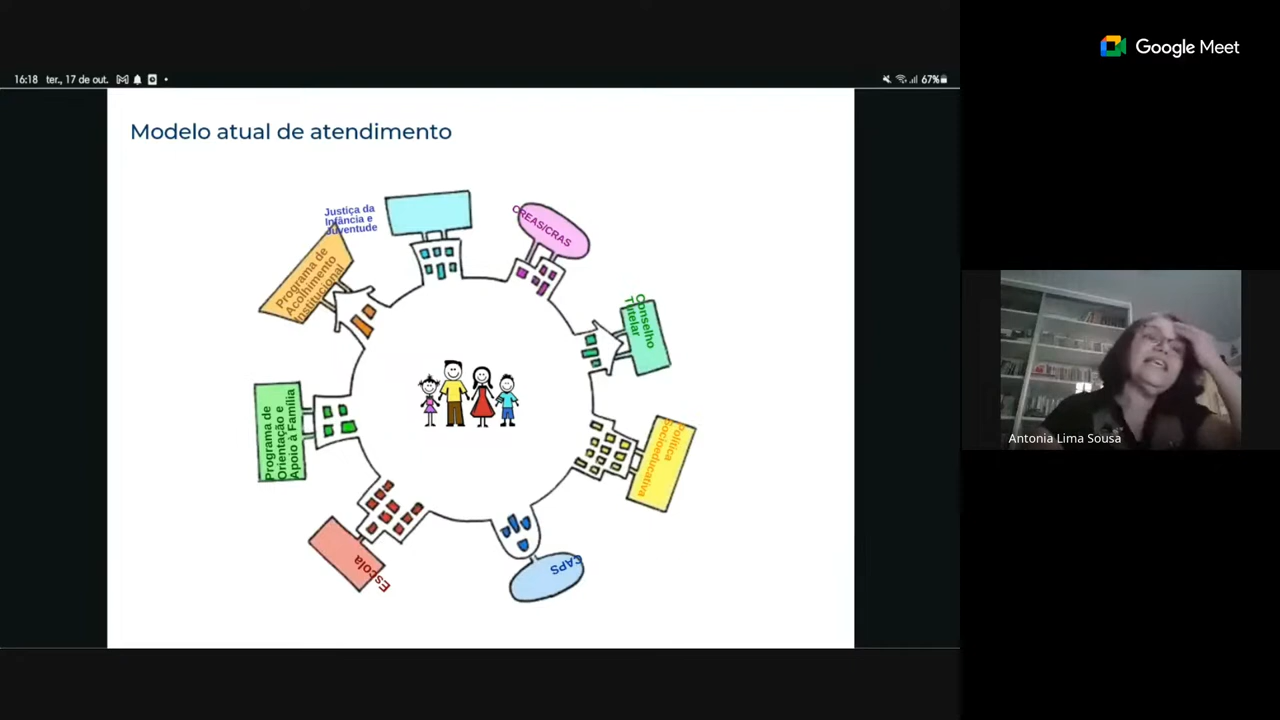 Google Meet
16:18 ter., 17 de out.
67%
Modelo atual de atendimento
Justiça da
Infância e
Juventude
CREAS/CRAS
Programa de
Acolhimento
Institucional
Conselho
Tutelar
Programa de
Orientação e
Apoio à Família
Política
Socioeducativa
Escola
CAPS
Antonia Lima Sousa